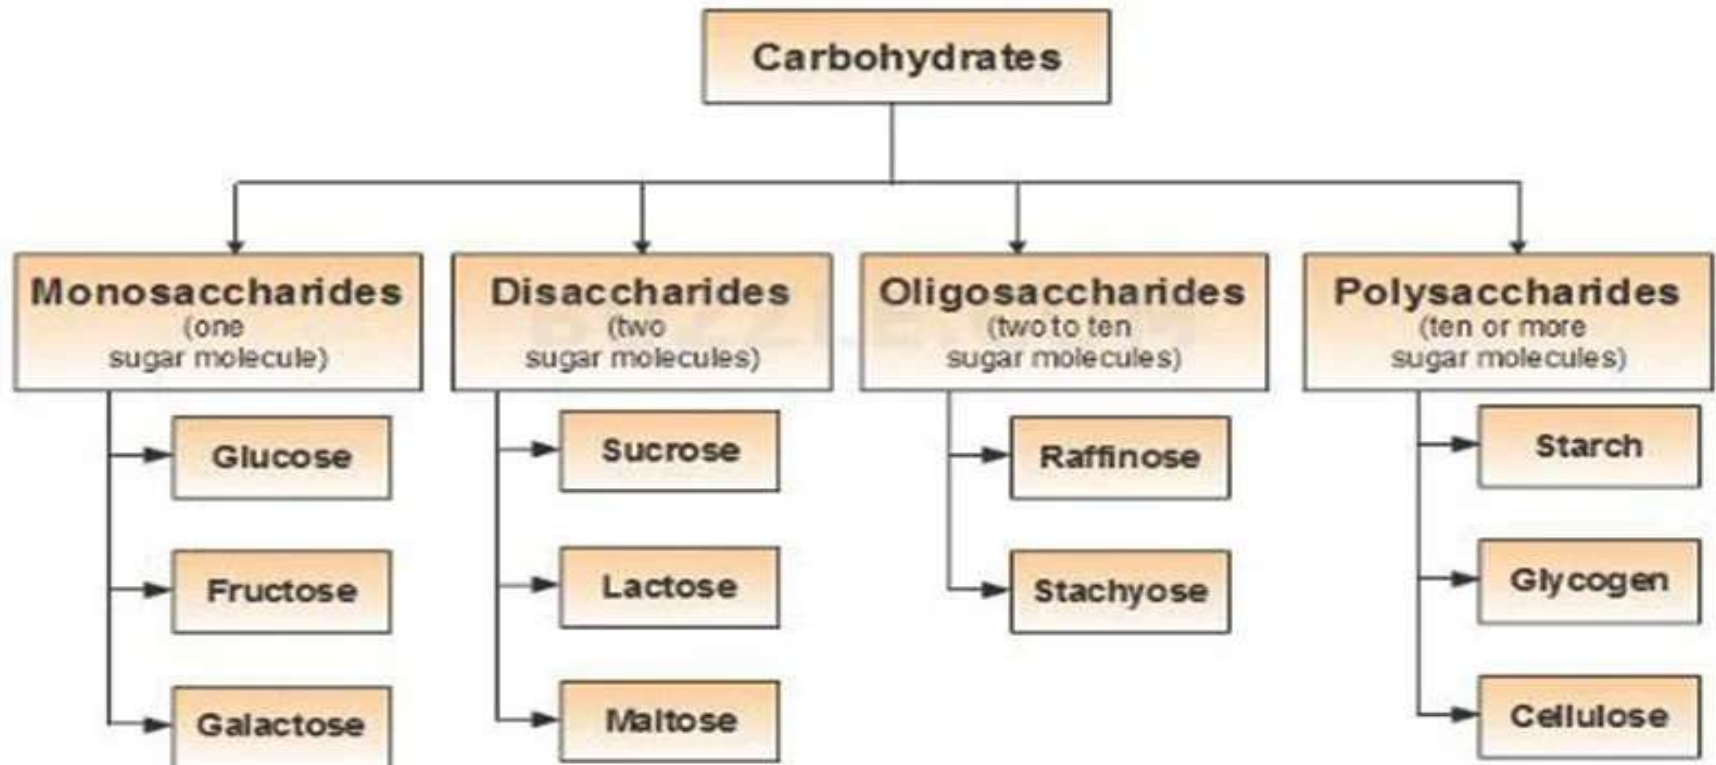 Carbohydrates
Monosaccharides
(one
sugar molecule)
Glucose
Fructose
Galactose
Disaccharides
(two
sugar molecules)
Sucrose
Lactose
Maltose
Oligosaccharides
(two to ten
sugar molecules)
Raffinose
Stachyose
Polysaccharides
(ten or more
sugar molecules)
Starch
Glycogen
Cellulose